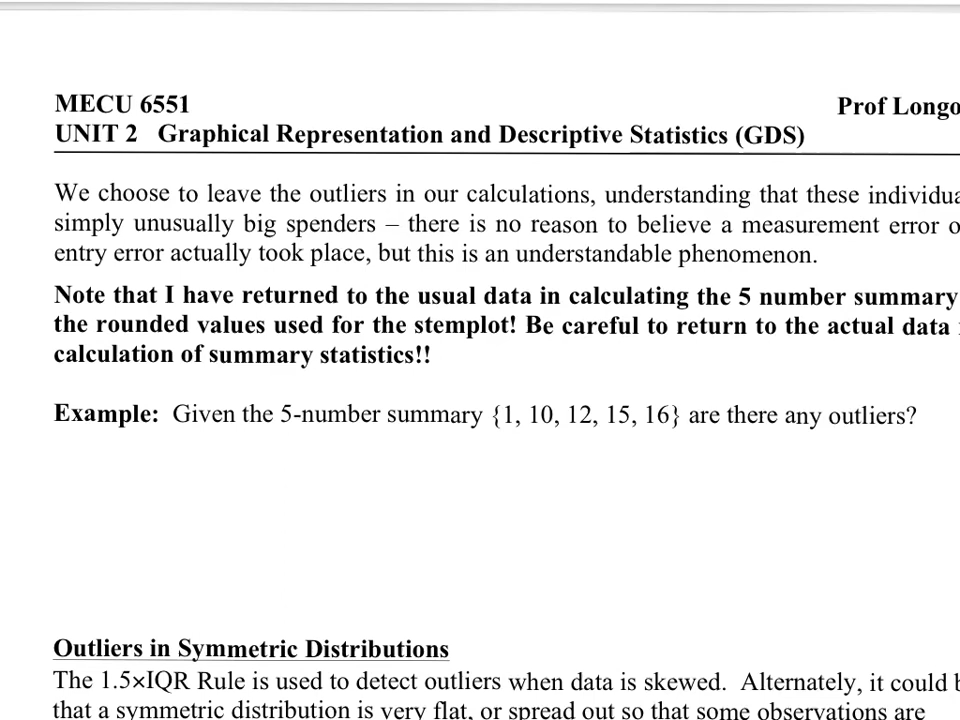 MECU 6551 Prof Longo
UNIT 2 Graphical Representation and Descriptive Statistics (GDS)
We choose to leave the outliers in our calculations, understanding that these
simply unusually big spenders – there is no reason to believe a measurement error
entry error actually took place, but this is an understandable phenomenon.
Note that I have returned to the usual data in calculating the 5 number summary
the rounded values used for the stemplot! Be careful to return to the actual data
calculation of summary statistics!!
Example: Given the 5-number summary {1, 10, 12, 15, 16} are there any outliers?
Outliers in Symmetric Distributions
The 1.5×IQR Rule is used to detect outliers when data is skewed. Alternately, it could
that a symmetric distribution is very flat, or spread out so that some observations are